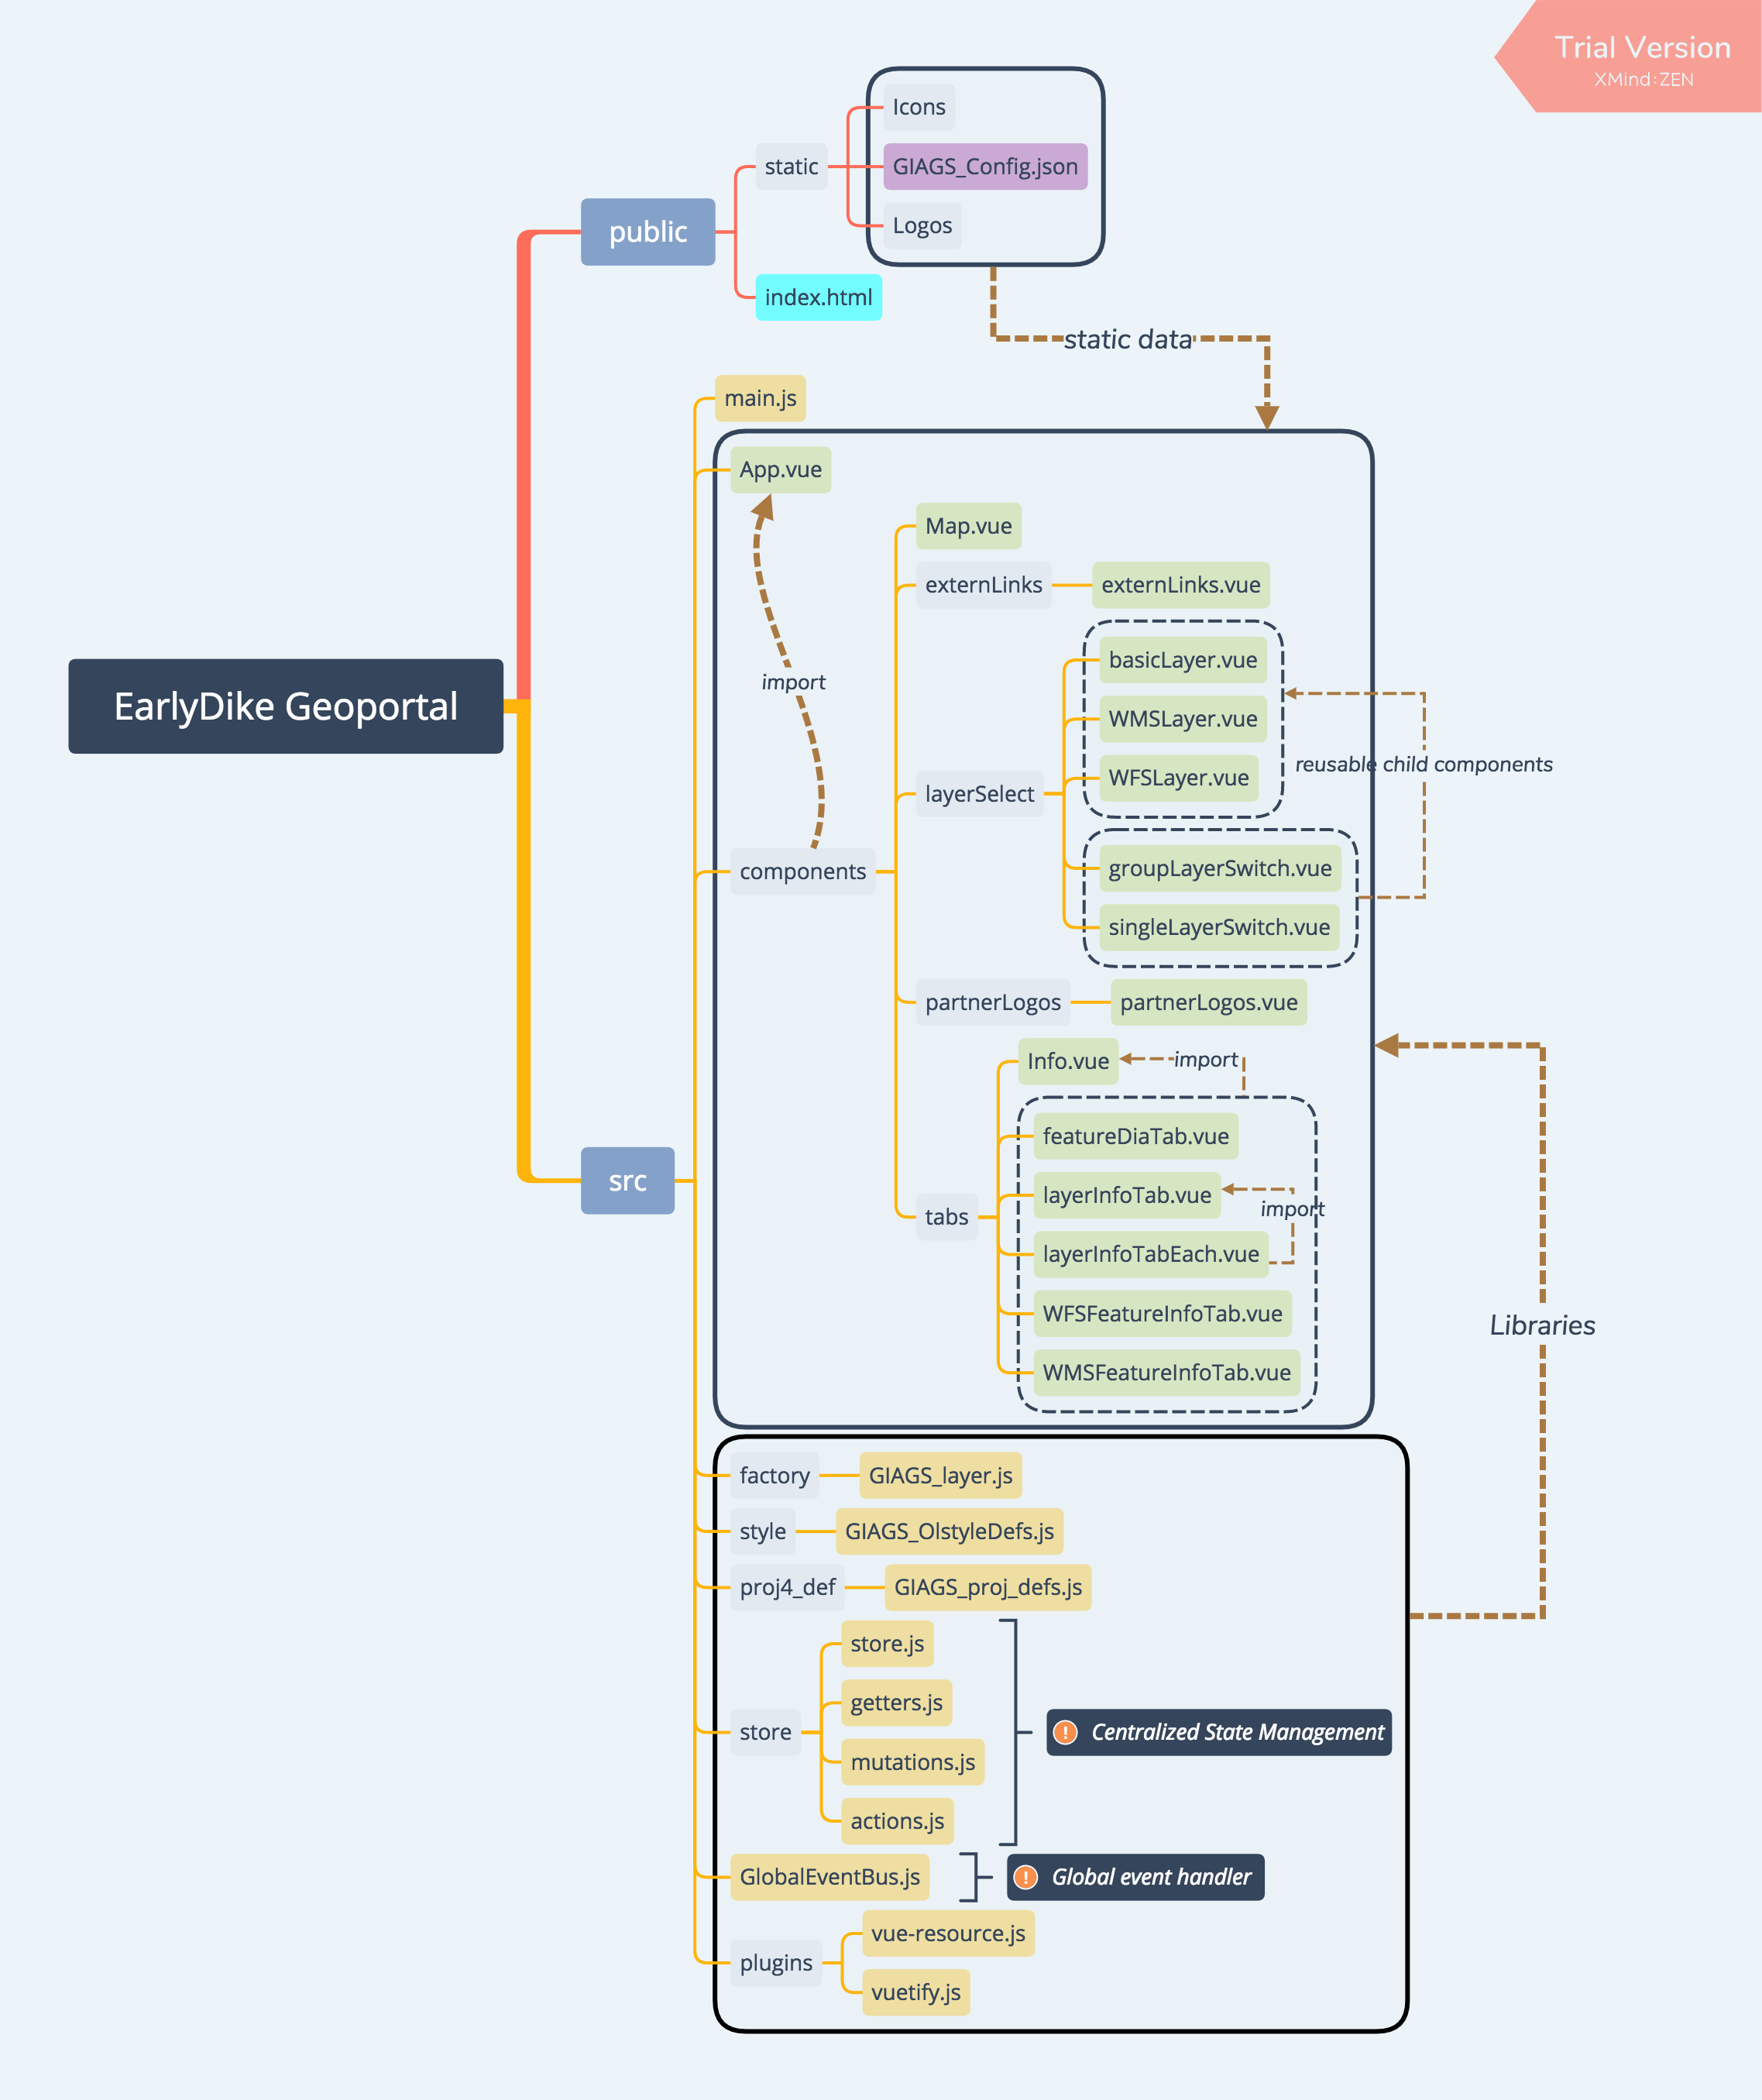 Trial Version
XMind:ZEN
Icons
static
GIAGS_Config.json
Logos
public
index.html
static data
main.js
App.vue
Map.vue
externLinks
externLinks.vue
basicLayer.vue
import
EarlyDike Geoportal
WMSLayer.vue
reusable child components
WFSLayer.vue
layerSelect
components
groupLayerSwitch.vue
singleLayerSwitch.vue
partnerLogos
partnerLogos.vue
Info.vue
import
featureDiaTab.vue
src
layerInfoTab.vue
import
tabs
layerInfoTabEach.vue
WFSFeatureInfoTab.vue
Libraries
WMSFeatureInfoTab.vue
factory
GIAGS_layer.js
style
GIAGS_OlstyleDefs.js
proj4_def
GIAGS_proj_defs.js
store.js
getters.js
store
! Centralized State Management
mutations.js
actions.js
GlobalEventBus.js
! Global event handler
vue-resource.js
plugins
vuetify.js